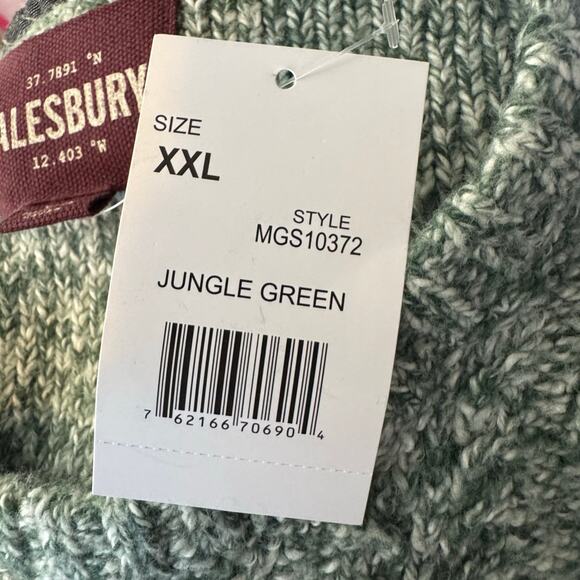 37.7891 °N
ALESBURY
12.403 °W
SIZE
XXL
STYLE
MGS10372
JUNGLE GREEN
7 62166 70690 4